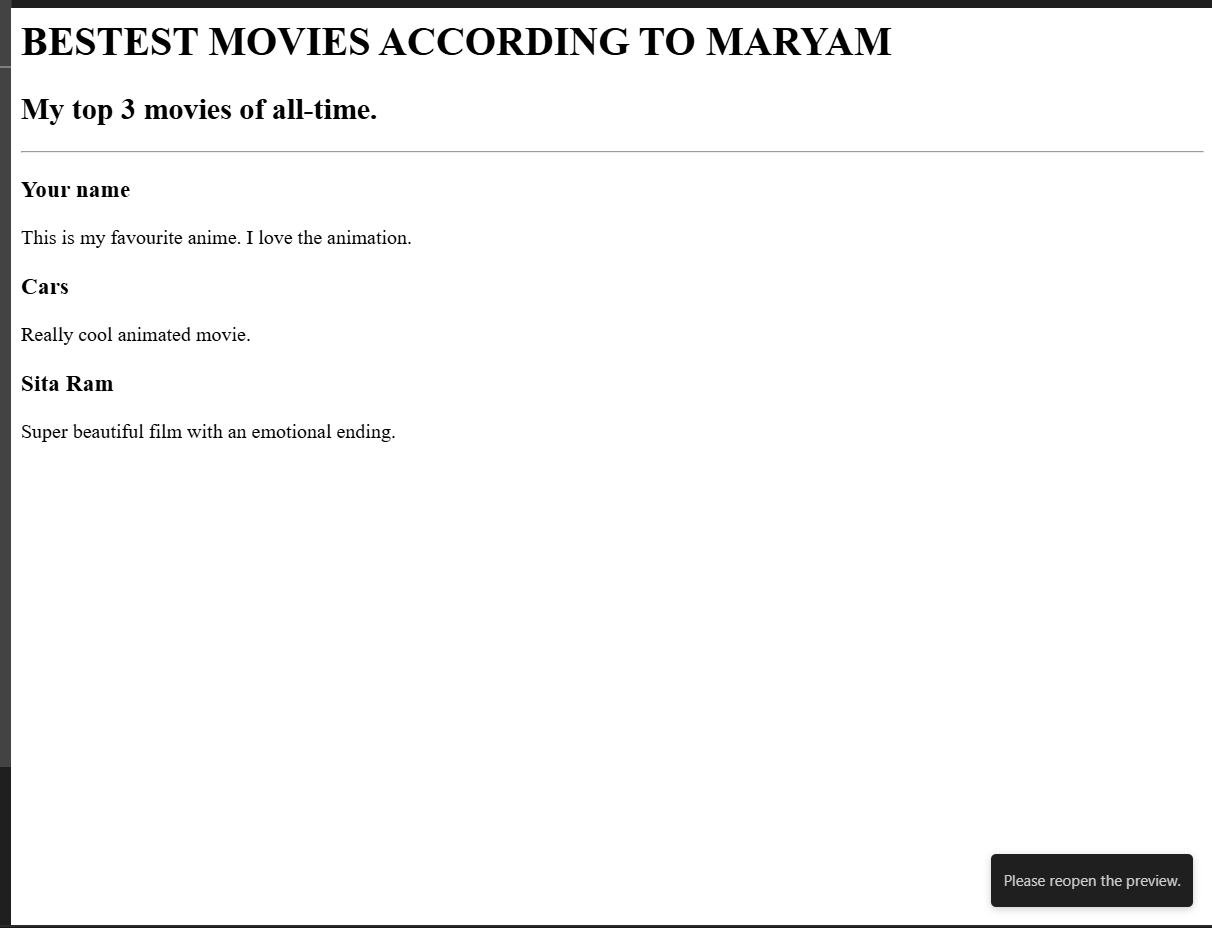 BESTEST MOVIES ACCORDING TO MARYAM
My top 3 movies of all-time.
Your name
This is my favourite anime. I love the animation.
Cars
Really cool animated movie.
Sita Ram
Super beautiful film with an emotional ending.
Please reopen the preview.